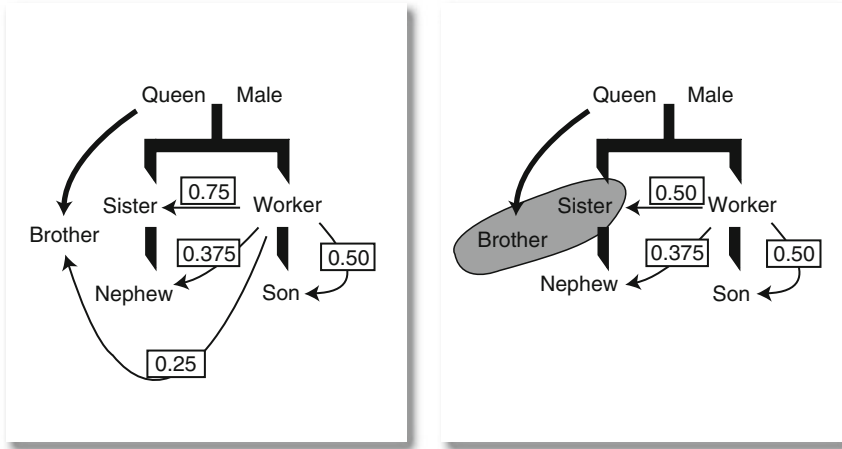 Queen Male
Sister 0.75 Worker
Brother
0.375 0.50
Nephew Son
0.25
Queen Male
Sister 0.50 Worker
Brother
0.375 0.50
Nephew Son